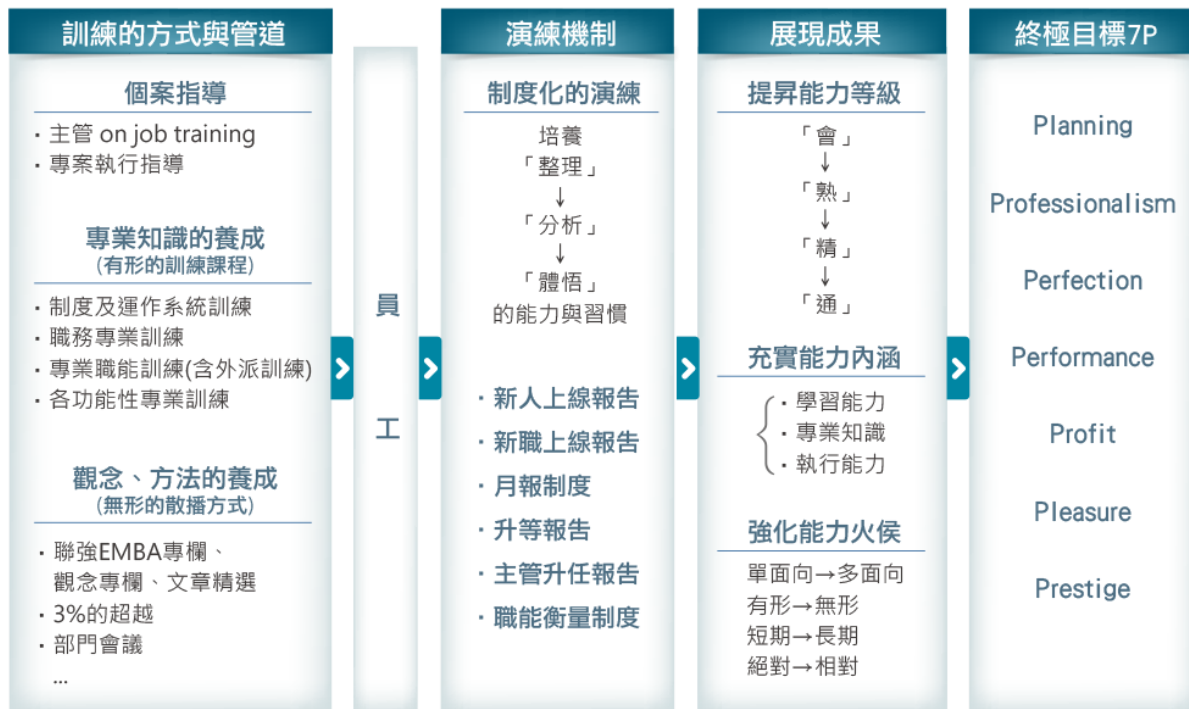 訓練的方式與管道
個案指導
· 主管 on job training
· 專案執行指導
專業知識的養成
(有形的訓練課程)
· 制度及運作系統訓練
· 職務專業訓練
· 專業職能訓練(含外派訓練)
· 各功能性專業訓練
觀念、方法的養成
(無形的散播方式)
· 聯強EMBA專欄、
觀念專欄、文章精選
· 3%的超越
· 部門會議
...
員
工
演練機制
制度化的演練
培養
「整理」
↓
「分析」
↓
「體悟」
的能力與習慣
· 新人上線報告
· 新職上線報告
· 月報制度
· 升等報告
· 主管升任報告
· 職能衡量制度
展現成果
提昇能力等級
「會」
↓
「熟」
↓
「精」
↓
「通」
充實能力內涵
· 學習能力
· 專業知識
· 執行能力
強化能力火侯
單面向→多面向
有形→無形
短期→長期
絕對→相對
終極目標7P
Planning
Professionalism
Perfection
Performance
Profit
Pleasure
Prestige